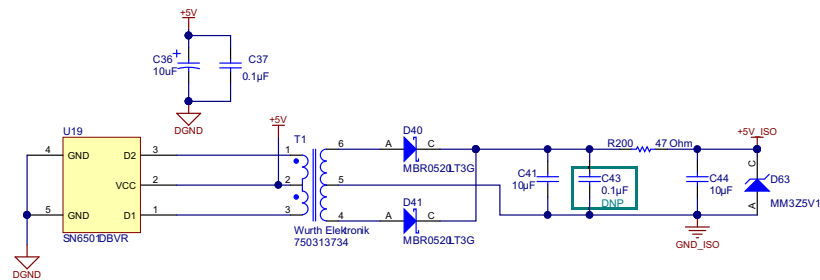 +5V
C36
+
10uF
C37
0.1µF
DGND
U19
+5V
T1
4
GND
D2
3
1
6
A
D40
C
MBR0520LT3G
R200
47 Ohm
+5V_ISO
VCC
2
2
5
C41
10µF
C43
0.1µF
DNP
C44
10µF
C
D63
A
MM3Z5V1
5
GND
D1
1
3
4
A
D41
C
MBR0520LT3G
SN6501DBVR
Wurth Elektronik
750313734
GND_ISO
DGND